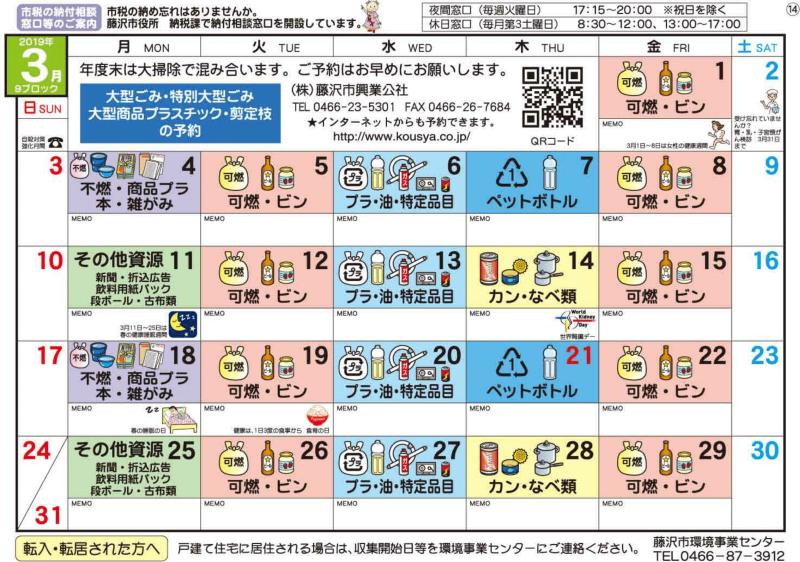 市税の納付相談
窓口等のご案内
市税の納め忘れはありませんか。
藤沢市役所 納税課で納付相談窓口を開設しています。
夜間窓口（毎週火曜日） 17:15～20:00 ※祝日を除く
休日窓口（毎月第3土曜日） 8:30～12:00、13:00～17:00
⑭
2019年
3月
9ブロック
日 SUN
月 MON
火 TUE
水 WED
木 THU
金 FRI
土 SAT
自殺対策
強化月間
年度末は大掃除で混み合います。ご予約はお早めにお願いします。
大型ごみ・特別大型ごみ
大型商品プラスチック・剪定枝
の予約
(株)藤沢市興業公社
TEL 0466-23-5301 FAX 0466-26-7684
★インターネットからも予約できます。
http://www.kousya.co.jp/
QRコード
可燃
1
可燃・ビン
MEMO
3月1日～8日は女性の健康週間
2
受け忘れていませ
んか?
胃・乳・子宮頸が
ん検診 3月31日
まで
3
不燃
4
不燃・商品プラ
本・雑がみ
MEMO
可燃
5
可燃・ビン
MEMO
プラ
6
プラ・油・特定品目
MEMO
1
7
ペットボトル
MEMO
可燃
8
可燃・ビン
MEMO
9
10
その他資源 11
新聞・折込広告
飲料用紙パック
段ボール・古布類
MEMO
3月11日～25日は
春の健康睡眠週間
ZZZ
可燃
12
可燃・ビン
MEMO
プラ
13
プラ・油・特定品目
MEMO
14
カン・なべ類
MEMO
World
Kidney
Day
世界腎臓デー
可燃
15
可燃・ビン
MEMO
16
17
不燃
18
不燃・商品プラ
本・雑がみ
MEMO
春の睡眠の日
ZZ
可燃
19
可燃・ビン
MEMO
健康は、1日3度の食事から 食育の日
プラ
20
プラ・油・特定品目
MEMO
1
21
ペットボトル
MEMO
可燃
22
可燃・ビン
MEMO
23
24
31
その他資源 25
新聞・折込広告
飲料用紙パック
段ボール・古布類
MEMO
可燃
26
可燃・ビン
MEMO
プラ
27
プラ・油・特定品目
MEMO
28
カン・なべ類
MEMO
可燃
29
可燃・ビン
MEMO
30
転入・転居された方へ
戸建て住宅に居住される場合は、収集開始日等を環境事業センターにご連絡ください。
藤沢市環境事業センター
TEL0466-87-3912